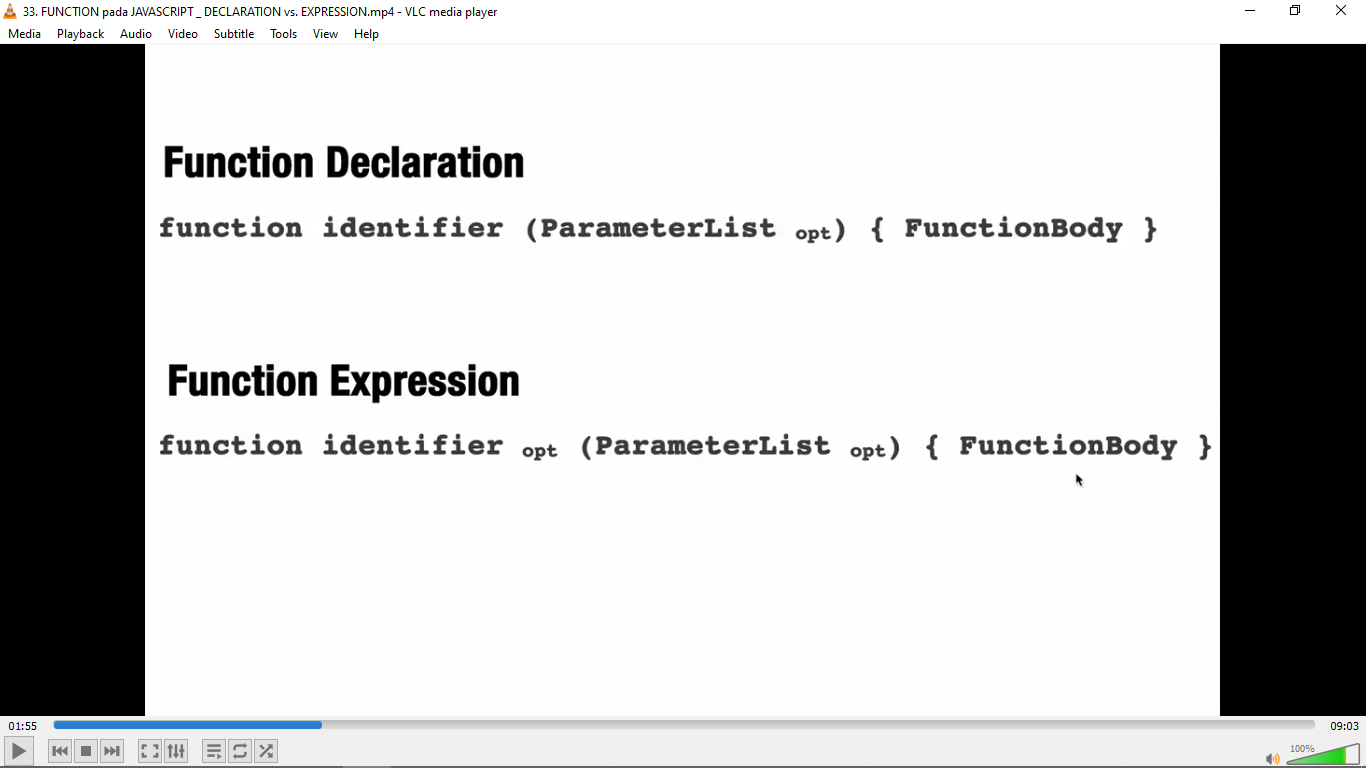 33. FUNCTION pada JAVASCRIPT _ DECLARATION vs. EXPRESSION.mp4 - VLC media player
Media Playback Audio Video Subtitle Tools View Help
Function Declaration
function identifier (ParameterList opt) { FunctionBody }
Function Expression
function identifier opt (ParameterList opt) { FunctionBody }
01:55 09:03
100%